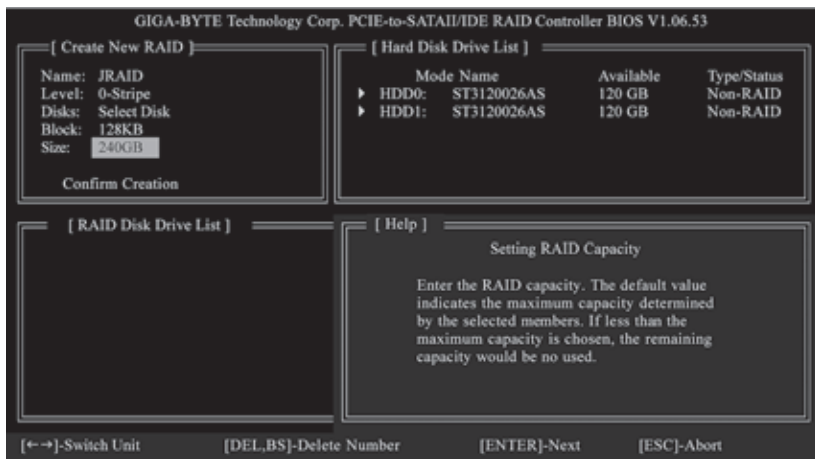 GIGA-BYTE Technology Corp. PCIE-to-SATAII/IDE RAID Controller BIOS V1.06.53
[ Create New RAID ]
Name: JRAID
Level: 0-Stripe
Disks: Select Disk
Block: 128KB
Size: 240GB
Confirm Creation
[ Hard Disk Drive List ]
Mode Name Available Type/Status
HDD0: ST3120026AS 120 GB Non-RAID
HDD1: ST3120026AS 120 GB Non-RAID
[ RAID Disk Drive List ]
[ Help ]
Setting RAID Capacity
Enter the RAID capacity. The default value
indicates the maximum capacity determined
by the selected members. If less than the
maximum capacity is chosen, the remaining
capacity would be no used.
[←→]-Switch Unit [DEL,BS]-Delete Number [ENTER]-Next [ESC]-Abort